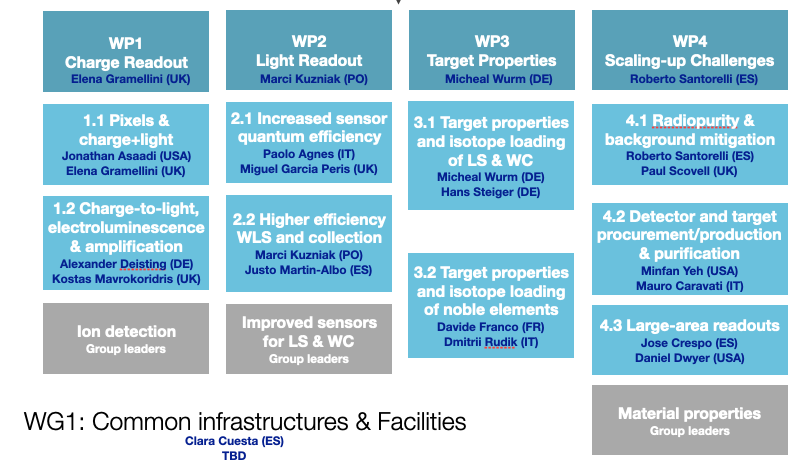 WP1
Charge Readout
Elena Gramellini (UK)
1.1 Pixels &
charge+light
Jonathan Asaadi (USA)
Elena Gramellini (UK)
1.2 Charge-to-light,
electroluminescence
& amplification
Alexander Deisting (DE)
Kostas Mavrokoridris (UK)
Ion detection
Group leaders
WP2
Light Readout
Marci Kuzniak (PO)
2.1 Increased sensor
quantum efficiency
Paolo Agnes (IT)
Miguel Garcia Peris (UK)
2.2 Higher efficiency
WLS and collection
Marci Kuzniak (PO)
Justo Martin-Albo (ES)
Improved sensors
for LS & WC
Group leaders
WP3
Target Properties
Micheal Wurm (DE)
3.1 Target properties
and isotope loading
of LS & WC
Micheal Wurm (DE)
Hans Steiger (DE)
3.2 Target properties
and isotope loading
of noble elements
Davide Franco (FR)
Dmitrii Rudik (IT)
WP4
Scaling-up Challenges
Roberto Santorelli (ES)
4.1 Radiopurity &
background mitigation
Roberto Santorelli (ES)
Paul Scovell (UK)
4.2 Detector and target
procurement/production
& purification
Minfan Yeh (USA)
Mauro Caravati (IT)
4.3 Large-area readouts
Jose Crespo (ES)
Daniel Dwyer (USA)
Material properties
Group leaders
WG1: Common infrastructures & Facilities
Clara Cuesta (ES)
TBD